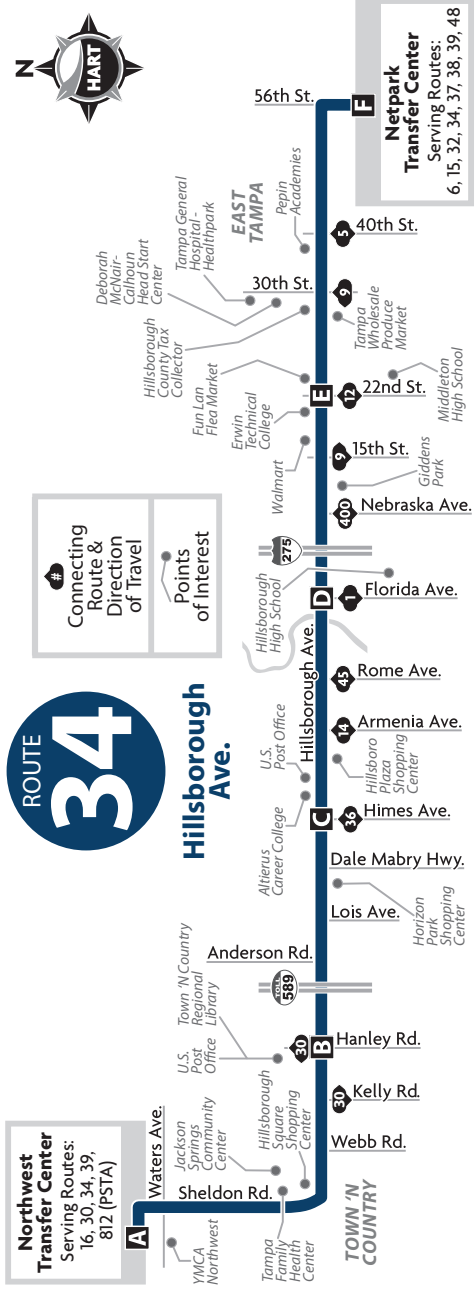 N
HART
ROUTE
34
Hillsborough
Ave.
#
Connecting
Route &
Direction
of Travel
Points
of Interest
Northwest
Transfer Center
Serving Routes:
16, 30, 34, 39,
812 (PSTA)
A
Waters Ave.
YMCA
Northwest
Sheldon Rd.
Jackson
Springs
Community
Center
Tampa
Family
Health
Center
Hillsborough
Square
Shopping
Center
TOWN 'N
COUNTRY
Webb Rd.
30
Kelly Rd.
30
B
Hanley Rd.
U.S.
Post
Office
Town 'N Country
Regional
Library
TOLL
589
Anderson Rd.
Lois Ave.
Horizon
Park
Shopping
Center
Dale Mabry Hwy.
C
36
Himes Ave.
Altierus
Career College
U.S.
Post Office
Hillsboro
Plaza
Shopping
Center
14
Armenia Ave.
45
Rome Ave.
Hillsborough Ave.
D
1
Florida Ave.
Hillsborough
High School
275
400
Nebraska Ave.
Giddens
Park
9
15th St.
Walmart
Erwin
Technical
College
E
12
22nd St.
Fun Lan
Flea Market
Middleton
High School
Hillsborough
County Tax
Collector
Deborah
McNair-
Calhoun
Head Start
Center
Tampa General
Hospital -
Healthpark
30th St.
9
Tampa
Wholesale
Produce
Market
EAST
TAMPA
Pepin
Academies
5
40th St.
56th St.
F
Netpark
Transfer Center
Serving Routes:
6, 15, 32, 34, 37, 38, 39, 48